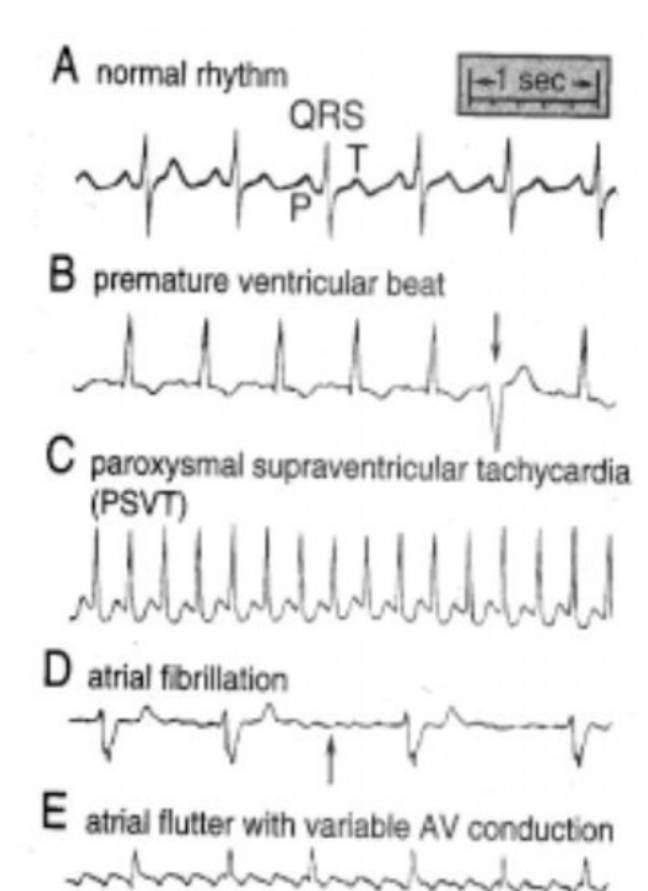 A normal rhythm
1 sec
QRS
T
P
B premature ventricular beat
C paroxysmal supraventricular tachycardia
(PSVT)
D atrial fibrillation
E atrial flutter with variable AV conduction